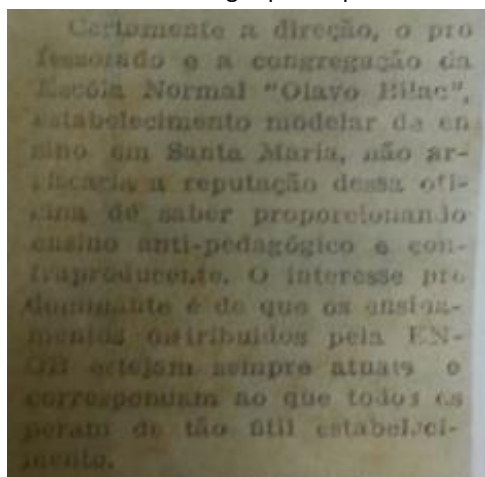 Certamente a direção, o pro
fessorado e a congregação da
Escóla Normal "Olavo Bilac",
estabelecimento modelar de en
sino em Santa Maria, não ar-
riscaria a reputação dessa ofi-
cina de saber proporcionando
ensino anti-pedagógico e con-
traproducente. O interesse pre
dominante é de que os ensina-
mentos distribuidos pela EN-
OB estejam sempre atuais e
correspondam ao que todos es
peram de tão útil estabeleci-
mento.